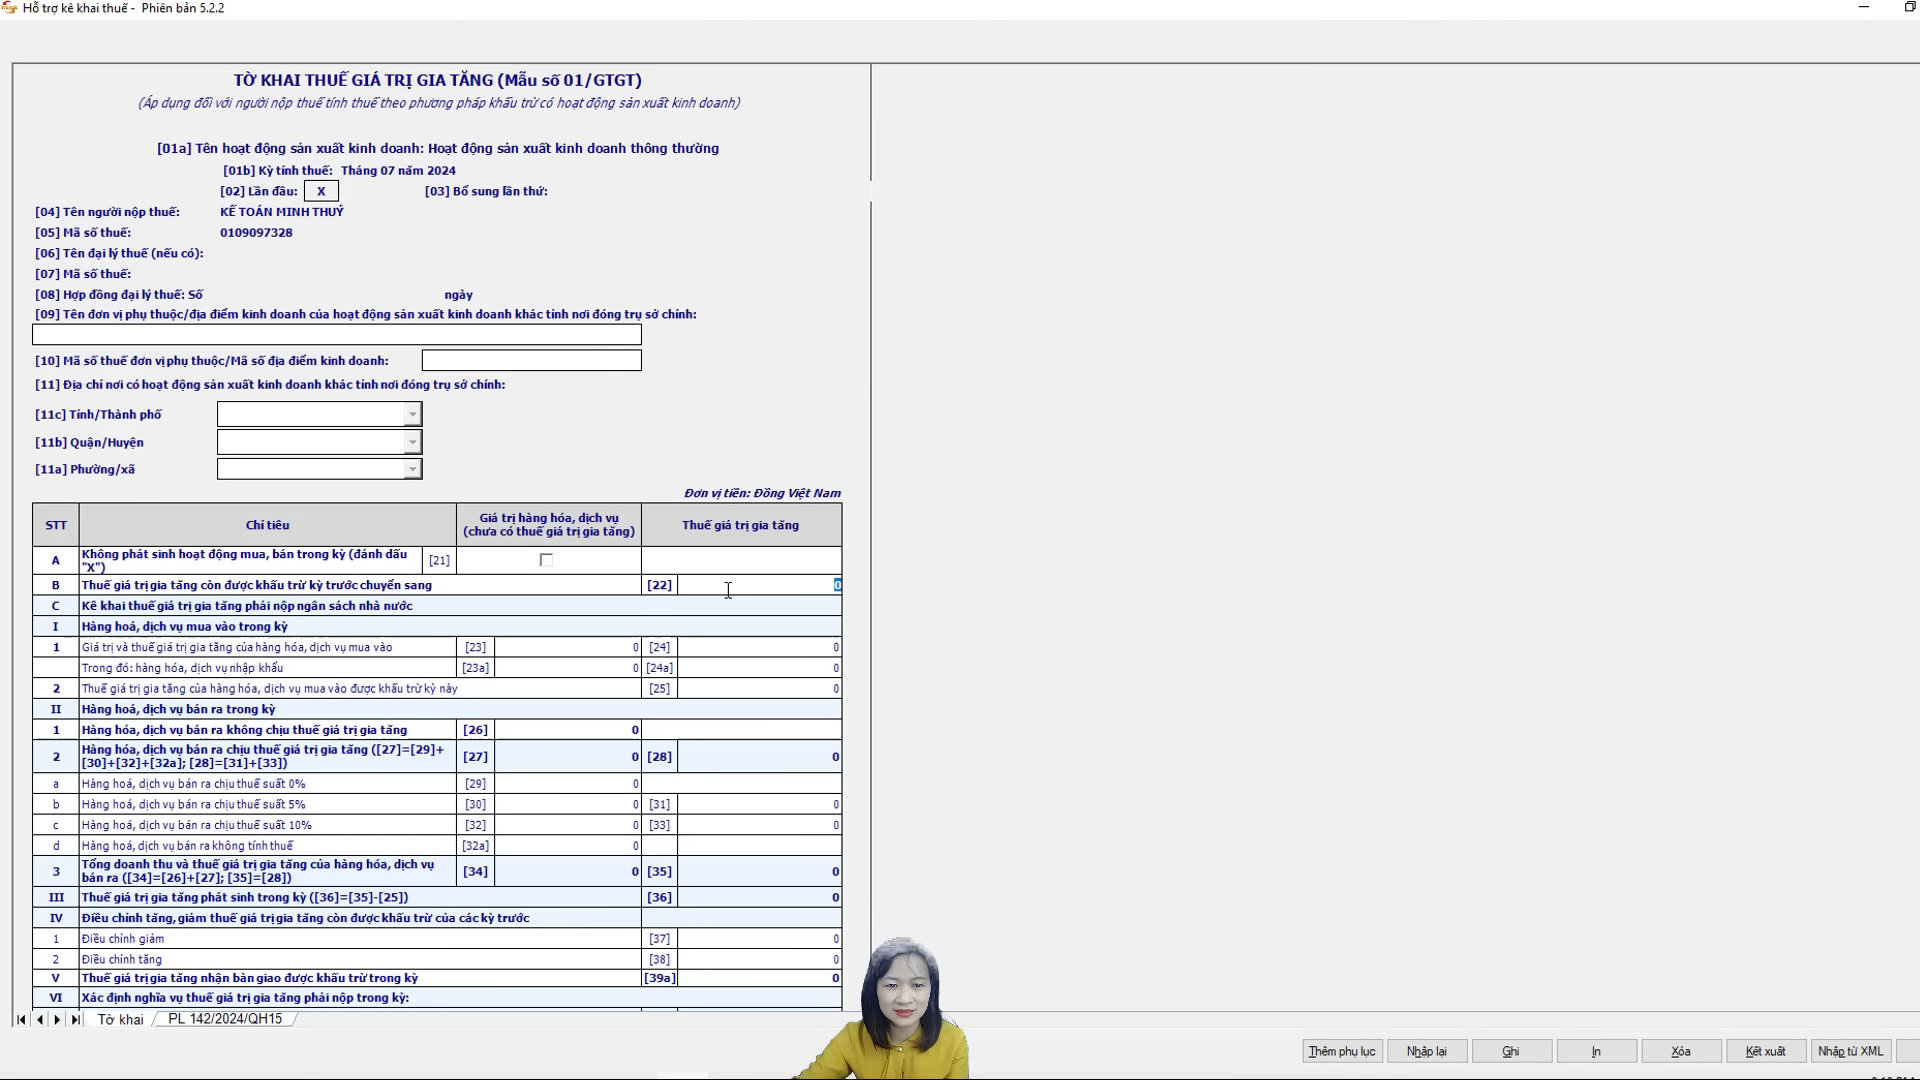 Hỗ trợ kê khai thuế - Phiên bản 5.2.2
TỜ KHAI THUẾ GIÁ TRỊ GIA TĂNG (Mẫu số 01/GTGT)
(Áp dụng đối với người nộp thuế tính thuế theo phương pháp khấu trừ có hoạt động sản xuất kinh doanh)
[01a] Tên hoạt động sản xuất kinh doanh: Hoạt động sản xuất kinh doanh thông thường
[01b] Kỳ tính thuế: Tháng 07 năm 2024
[02] Lần đầu: X [03] Bổ sung lần thứ:
[04] Tên người nộp thuế: KẾ TOÁN MINH THUÝ
[05] Mã số thuế: 0109097328
[06] Tên đại lý thuế (nếu có):
[07] Mã số thuế:
[08] Hợp đồng đại lý thuế: Số ngày
[09] Tên đơn vị phụ thuộc/địa điểm kinh doanh của hoạt động sản xuất kinh doanh khác tỉnh nơi đóng trụ sở chính:
[10] Mã số thuế đơn vị phụ thuộc/Mã số địa điểm kinh doanh:
[11] Địa chỉ nơi có hoạt động sản xuất kinh doanh khác tỉnh nơi đóng trụ sở chính:
[11c] Tỉnh/Thành phố
[11b] Quận/Huyện
[11a] Phường/xã
Đơn vị tiền: Đồng Việt Nam
STT Chỉ tiêu Giá trị hàng hóa, dịch vụ (chưa có thuế giá trị gia tăng) Thuế giá trị gia tăng
A Không phát sinh hoạt động mua, bán trong kỳ (đánh dấu "X") [21]
B Thuế giá trị gia tăng còn được khấu trừ kỳ trước chuyển sang [22] 0
C Kê khai thuế giá trị gia tăng phải nộp ngân sách nhà nước
I Hàng hoá, dịch vụ mua vào trong kỳ
1 Giá trị và thuế giá trị gia tăng của hàng hóa, dịch vụ mua vào [23] 0 [24] 0
Trong đó: hàng hóa, dịch vụ nhập khẩu [23a] 0 [24a] 0
2 Thuế giá trị gia tăng của hàng hóa, dịch vụ mua vào được khấu trừ kỳ này [25] 0
II Hàng hoá, dịch vụ bán ra trong kỳ
1 Hàng hóa, dịch vụ bán ra không chịu thuế giá trị gia tăng [26] 0
2 Hàng hóa, dịch vụ bán ra chịu thuế giá trị gia tăng ([27]=[29]+[30]+[32]+[32a]; [28]=[31]+[33]) [27] 0 [28] 0
a Hàng hoá, dịch vụ bán ra chịu thuế suất 0% [29] 0
b Hàng hoá, dịch vụ bán ra chịu thuế suất 5% [30] 0 [31] 0
c Hàng hoá, dịch vụ bán ra chịu thuế suất 10% [32] 0 [33] 0
d Hàng hoá, dịch vụ bán ra không tính thuế [32a] 0
3 Tổng doanh thu và thuế giá trị gia tăng của hàng hóa, dịch vụ bán ra ([34]=[26]+[27]; [35]=[28]) [34] 0 [35] 0
III Thuế giá trị gia tăng phát sinh trong kỳ ([36]=[35]-[25]) [36] 0
IV Điều chỉnh tăng, giảm thuế giá trị gia tăng còn được khấu trừ của các kỳ trước
1 Điều chỉnh giảm [37] 0
2 Điều chỉnh tăng [38] 0
V Thuế giá trị gia tăng nhận bàn giao được khấu trừ trong kỳ [39a] 0
VI Xác định nghĩa vụ thuế giá trị gia tăng phải nộp trong kỳ:
Tờ khai PL 142/2024/QH15
Thêm phụ lục Nhập lại Ghi In Xóa Kết xuất Nhập từ XML